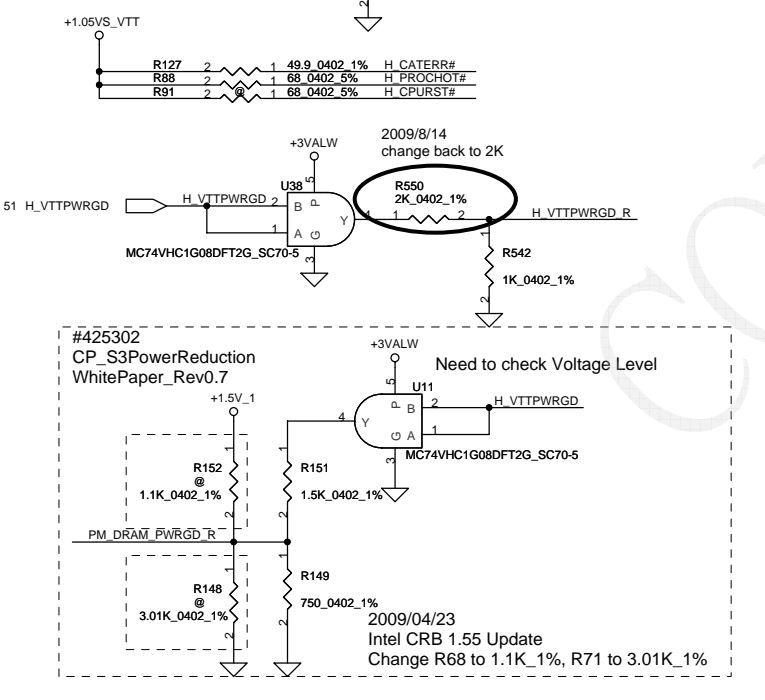 2
+1.05VS_VTT
R127 2 1 49.9_0402_1% H_CATERR#
R88 2 1 68_0402_5% H_PROCHOT#
R91 2 @ 1 68_0402_5% H_CPURST#
2009/8/14
change back to 2K
+3VALW
5
U38
R550
2K_0402_1%
51 H_VTTPWRGD
H_VTTPWRGD 2 B P
Y 4 1 2 H_VTTPWRGD_R
1 A G
MC74VHC1G08DFT2G_SC70-5
3
1
R542
1K_0402_1%
2
#425302
CP_S3PowerReduction
WhitePaper_Rev0.7
+3VALW
Need to check Voltage Level
5
U11
+1.5V_1
4 Y P B 2 H_VTTPWRGD
G A 1
MC74VHC1G08DFT2G_SC70-5
3
1 1
R152
@
1.1K_0402_1%
R151
1.5K_0402_1%
2 2
PM_DRAM_PWRGD_R
1 1
R148
@
3.01K_0402_1%
R149
750_0402_1%
2 2
2009/04/23
Intel CRB 1.55 Update
Change R68 to 1.1K_1%, R71 to 3.01K_1%